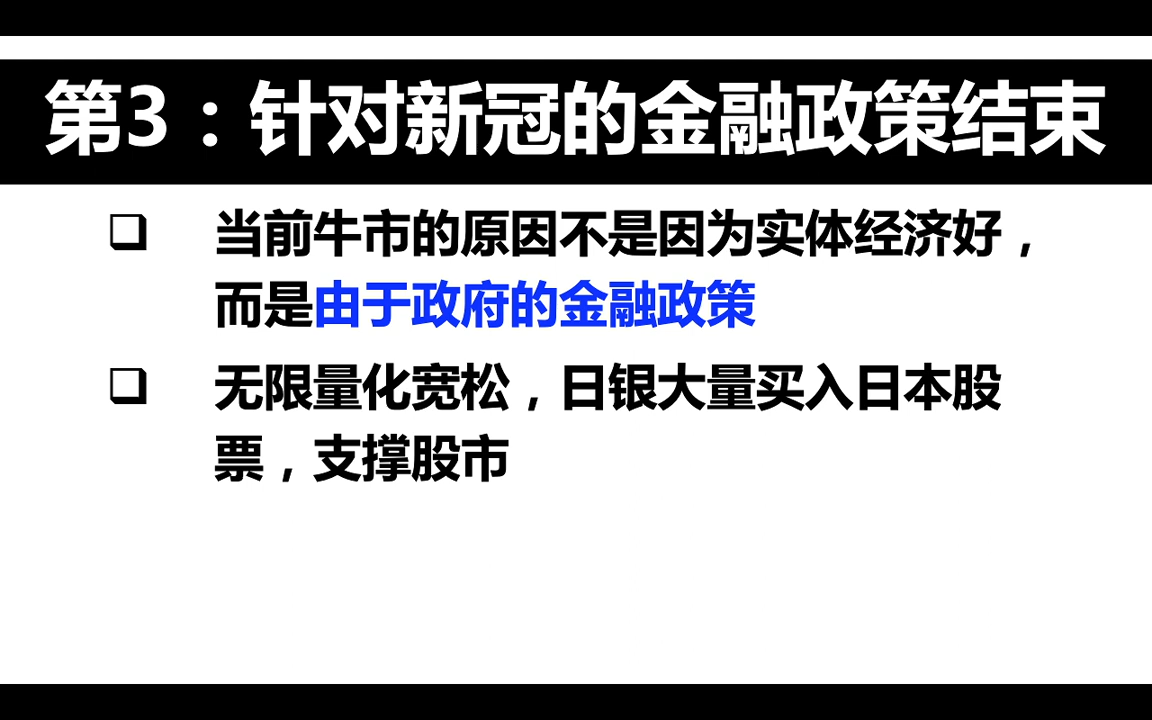 第3：针对新冠的金融政策结束
当前牛市的原因不是因为实体经济好，
而是由于政府的金融政策
无限量化宽松，日银大量买入日本股
票，支撑股市